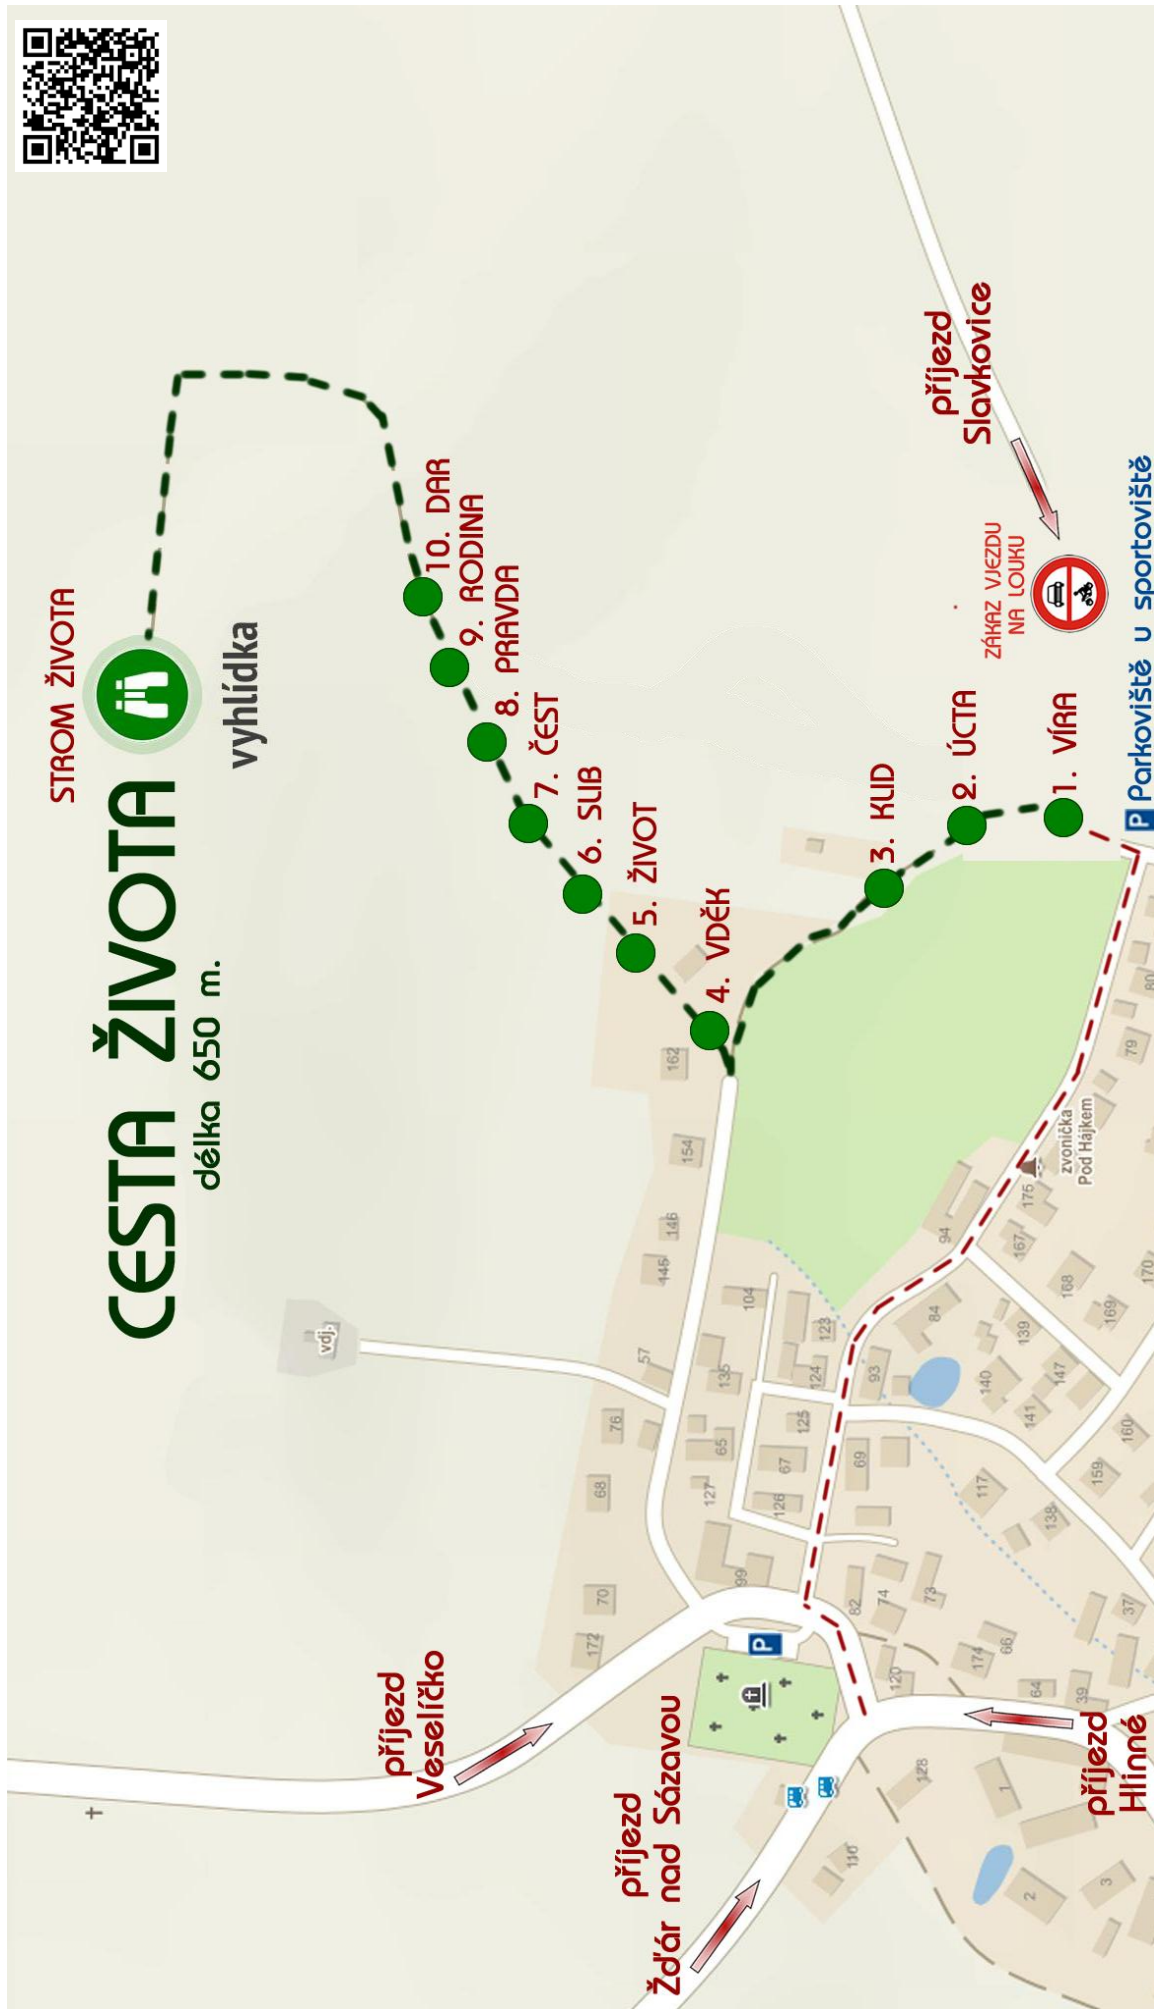 CESTA ŽIVOTA
délka 650 m.
STROM ŽIVOTA
vyhlídka
10. DAR
9. RODINA
8. PRAVDA
7. ČEST
6. SLIB
5. ŽIVOT
4. VDĚK
3. KLID
2. ÚCTA
1. VÍRA
příjezd
Veselíčko
příjezd
Žďár nad Sázavou
příjezd
Hlinné
příjezd
Slavkovice
ZÁKAZ VJEZDU
NA LOUKU
P Parkoviště u sportoviště
P
zvonička
Pod Hájkem
vdj.
162
154
146
145
57
76
68
70
172
104
135
65
127
99
123
124
125
67
126
93
69
82
74
73
120
174
66
64
39
37
94
84
175
167
168
169
170
139
140
147
141
117
138
159
160
79
80
128
110
1
2
3